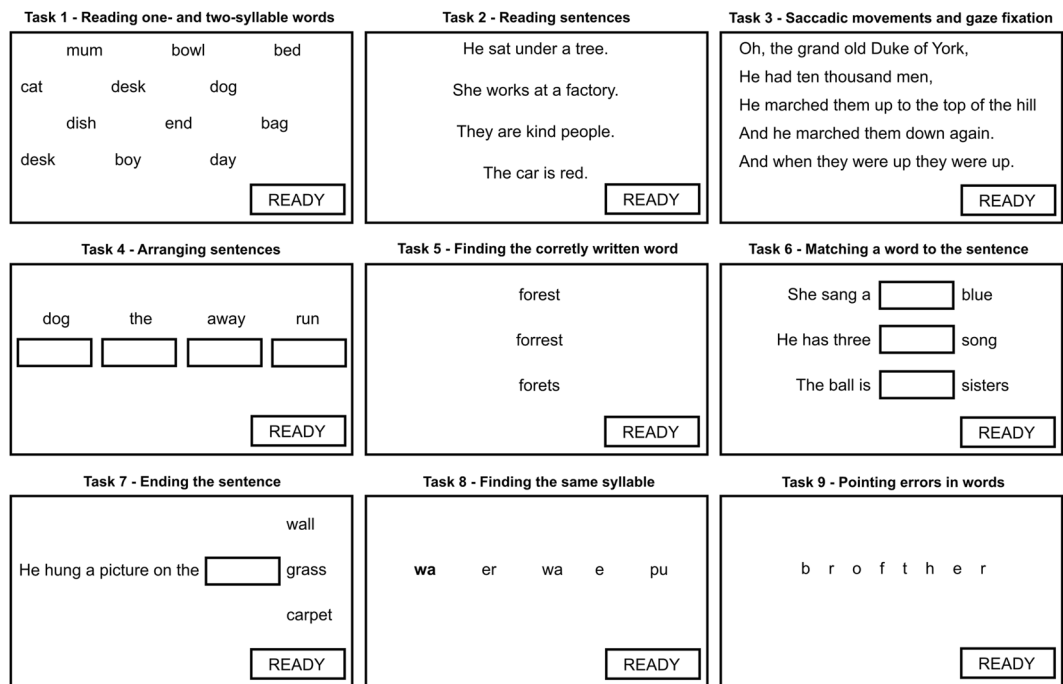 Task 1 - Reading one- and two-syllable words
mum bowl bed
cat desk dog
dish end bag
desk boy day
READY
Task 2 - Reading sentences
He sat under a tree.
She works at a factory.
They are kind people.
The car is red.
READY
Task 3 - Saccadic movements and gaze fixation
Oh, the grand old Duke of York,
He had ten thousand men,
He marched them up to the top of the hill
And he marched them down again.
And when they were up they were up.
READY
Task 4 - Arranging sentences
dog the away run
READY
Task 5 - Finding the corretly written word
forest
forrest
forets
READY
Task 6 - Matching a word to the sentence
She sang a blue
He has three song
The ball is sisters
READY
Task 7 - Ending the sentence
wall
He hung a picture on the grass
carpet
READY
Task 8 - Finding the same syllable
wa er wa e pu
READY
Task 9 - Pointing errors in words
b r o f t h e r
READY